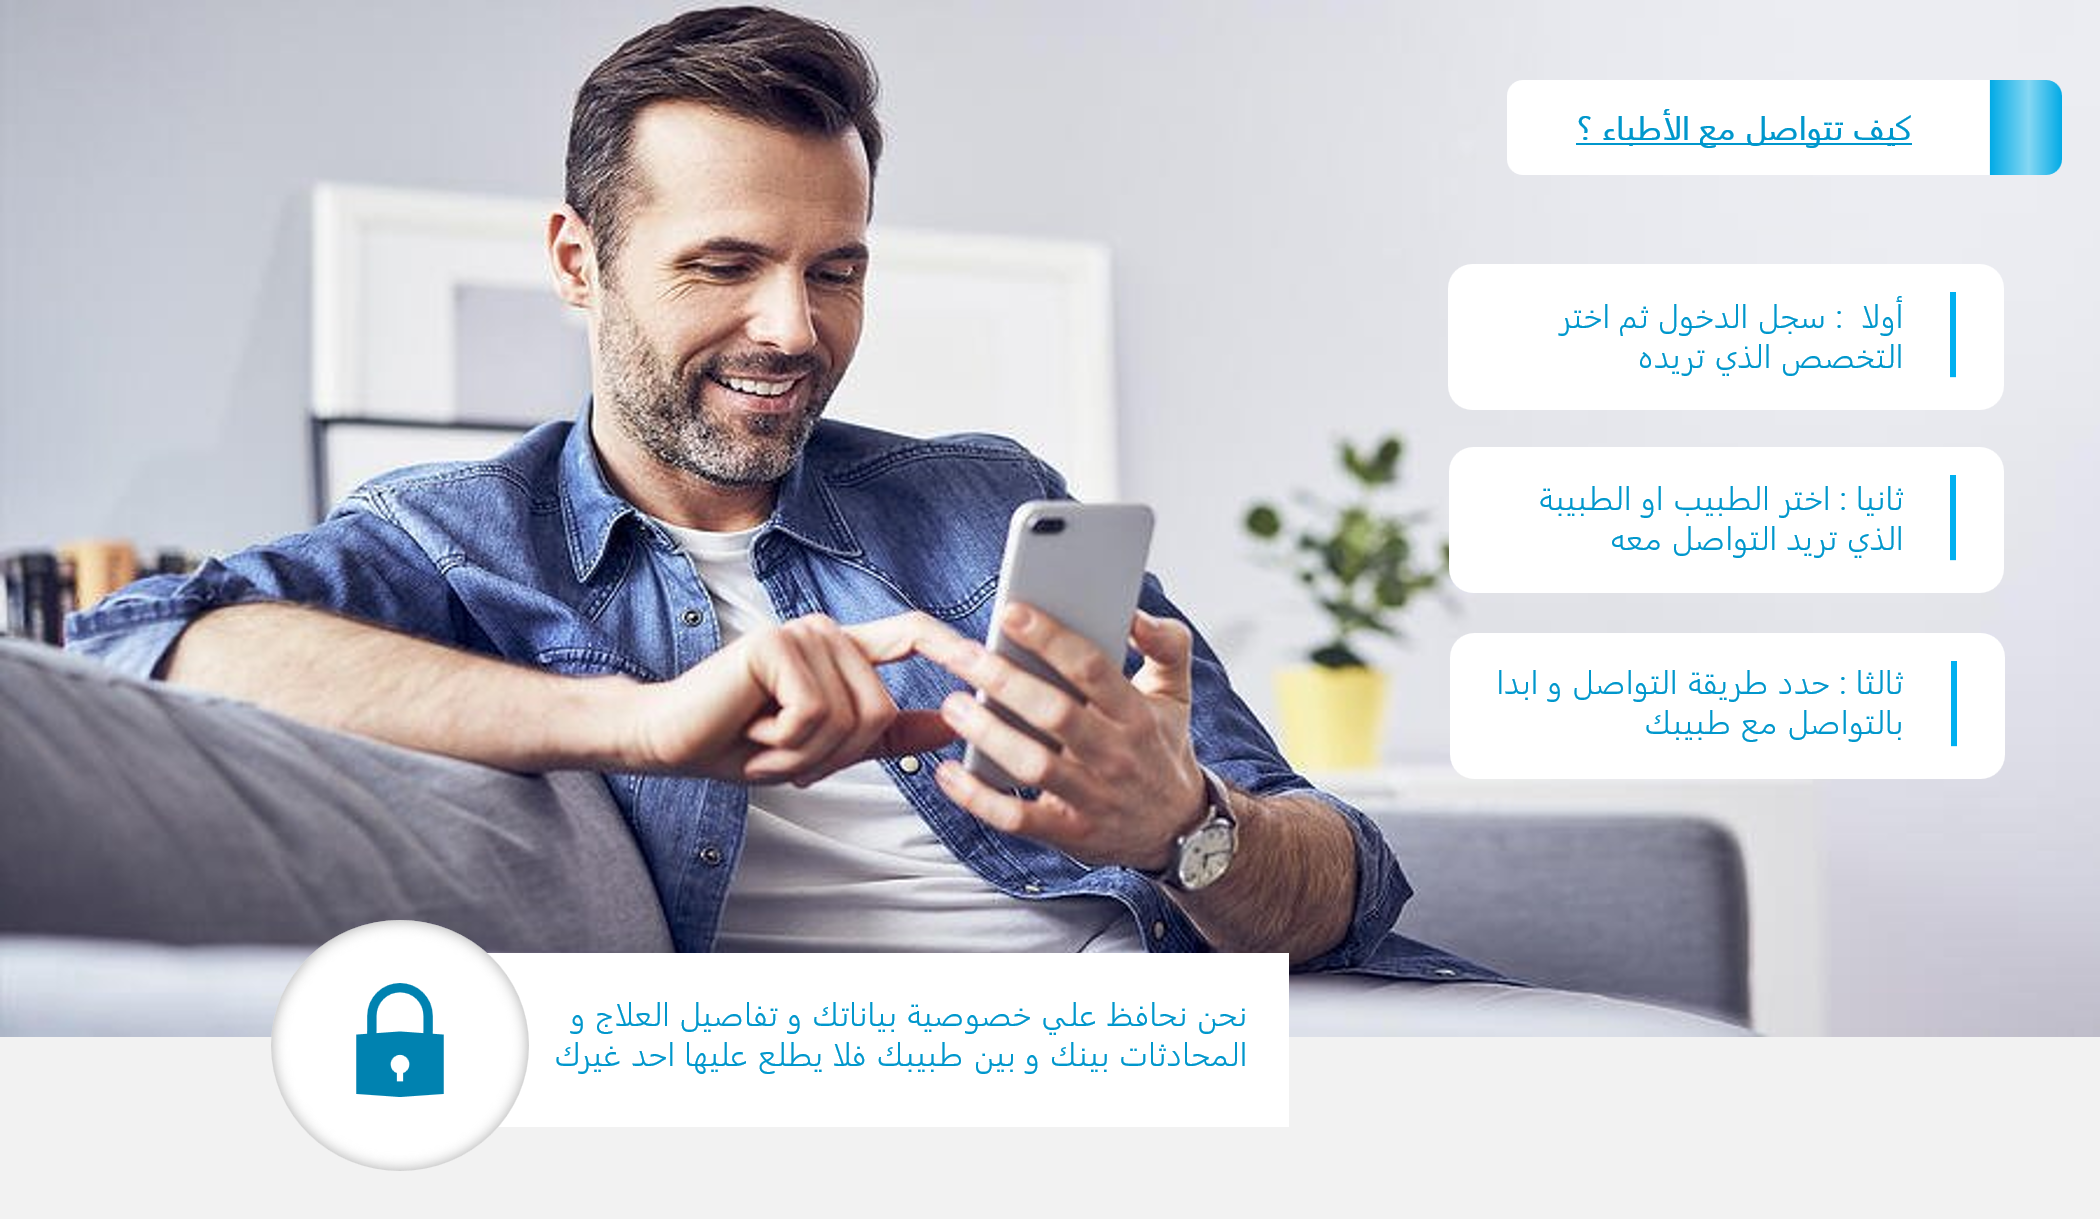 كيف تتواصل مع الأطباء ؟
أولا : سجل الدخول ثم اختر
التخصص الذي تريده
ثانيا : اختر الطبيب او الطبيبة
الذي تريد التواصل معه
ثالثا : حدد طريقة التواصل و ابدا
بالتواصل مع طبيبك
نحن نحافظ علي خصوصية بياناتك و تفاصيل العلاج و
المحادثات بينك و بين طبيبك فلا يطلع عليها احد غيرك